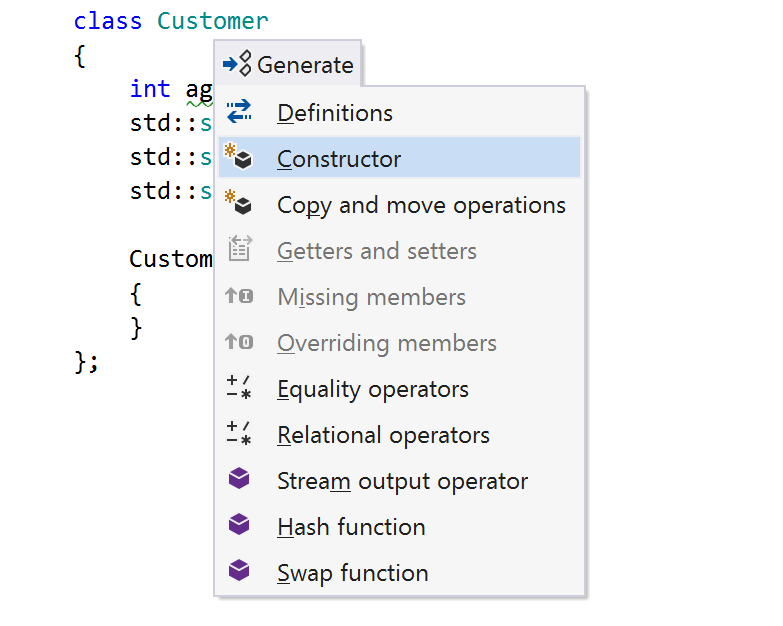 class Customer
{
int ag
std::s
std::s
std::s
Custom
{
}
};
Generate
Definitions
Constructor
Copy and move operations
Getters and setters
Missing members
Overriding members
Equality operators
Relational operators
Stream output operator
Hash function
Swap function